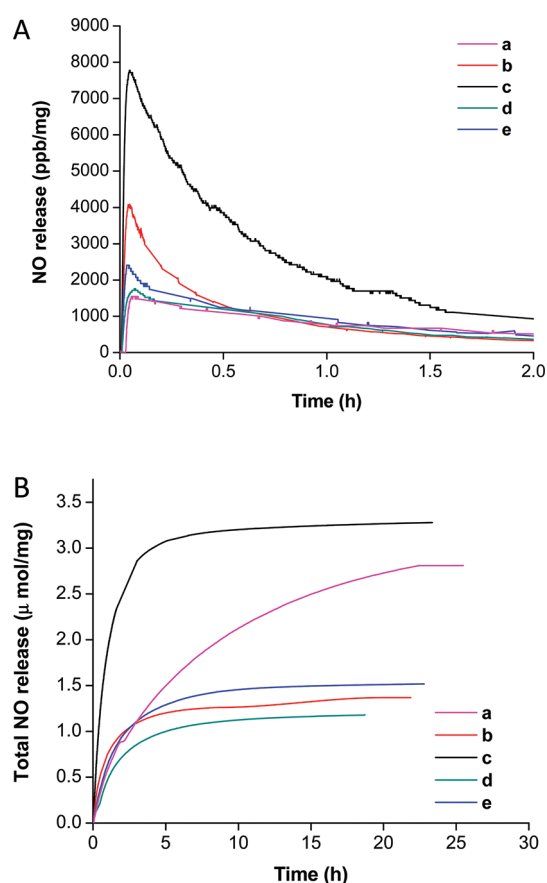 A
NO release (ppb/mg)
9000
8000
7000
6000
5000
4000
3000
2000
1000
0
0.0 0.5 1.0 1.5 2.0
Time (h)
a
b
c
d
e
B
Total NO release (μ mol/mg)
3.5
3.0
2.5
2.0
1.5
1.0
0.5
0.0
0 5 10 15 20 25 30
Time (h)
a
b
c
d
e